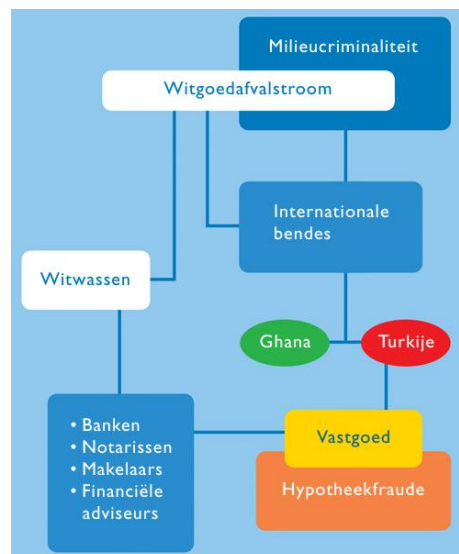 Milieucriminaliteit
Witgoedafvalstroom
Internationale
bendes
Witwassen
Ghana
Turkije
• Banken
• Notarissen
• Makelaars
• Financiële
adviseurs
Vastgoed
Hypotheekfraude